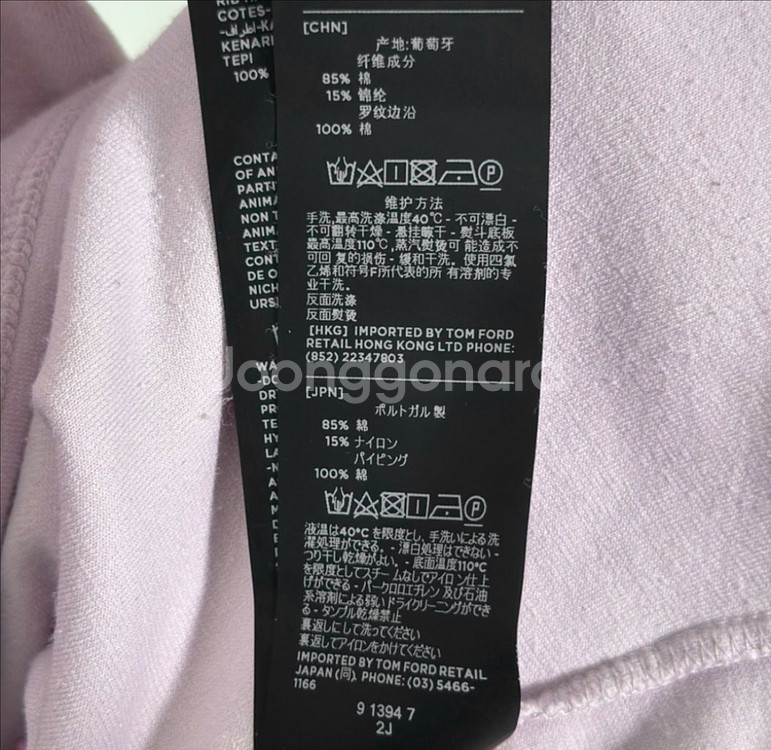 COTES-
KENARI
TEPI
100%
CONTA
OF AN
PARTI
ANIMA
NON T
ANIM
TEXT
CONT
DE O
NICH
URS
WA
-DO
DR
PR
TE
HY
LA
-N
[CHN]
产地:葡萄牙
纤维成分
85% 棉
15% 锦纶
罗纹边沿
100% 棉
P
维护方法
手洗,最高洗涤温度40°C - 不可漂白 -
不可翻转干燥 - 悬挂晾干 - 熨斗底板
最高温度110°C,蒸汽熨烫可 能造成不
可回 复的损伤 - 缓和干洗。使用四氯
乙烯和符号F所代表的所 有溶剂的专
业干洗。
反面洗涤
反面熨烫
[HKG] IMPORTED BY TOM FORD
RETAIL HONG KONG LTD PHONE:
(852) 22347803
Joonggonara
[JPN]
ポルトガル製
85% 綿
15% ナイロン
パイピング
100% 綿
P
液温は40°C を限度とし、手洗いによる洗
濯処理ができる。- 漂白処理はできない -
つり干し乾燥がよい。- 底面温度110°C
を限度としてスチームなしでアイロン仕上
げができる - パークロロエチレン 及び石油
系溶剤による弱いドライクリーニングができ
る - タンブル乾燥禁止
裏返しにして洗ってください
裏返してアイロンをかけてください
IMPORTED BY TOM FORD RETAIL
JAPAN (同). PHONE: (03) 5466-
1166
9 1394 7
2J